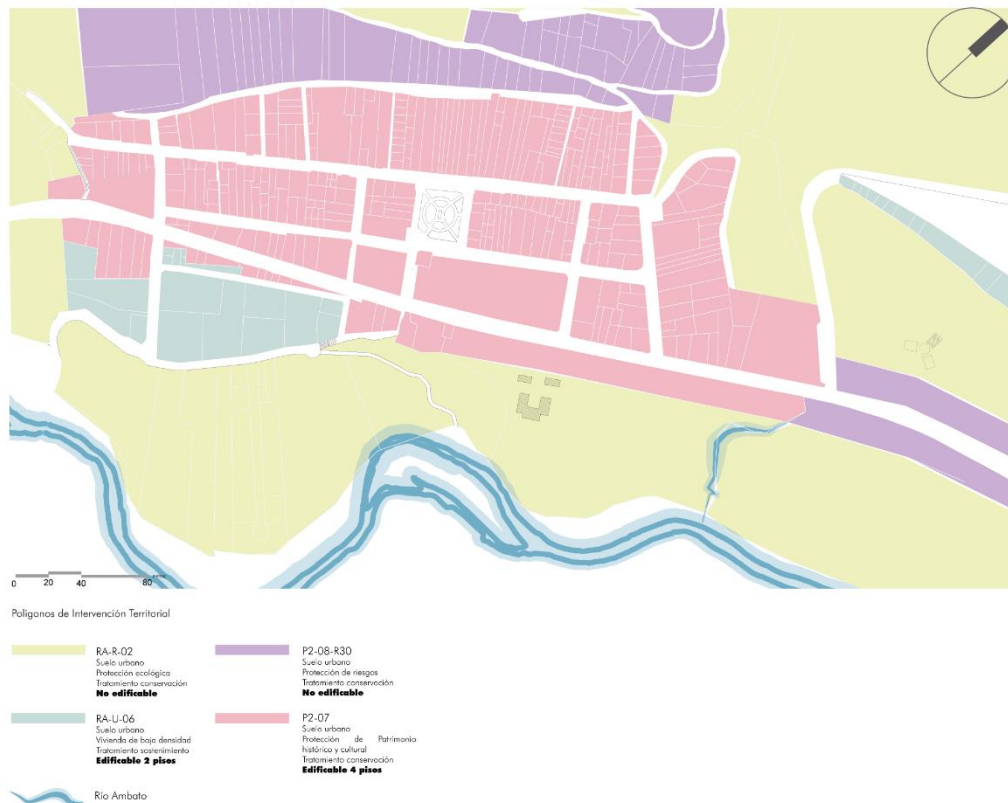 0 20 40 80
Polígonos de Intervención Territorial
RA-R-02
Suelo urbano
Protección ecológica
Tratamiento conservación
No edificable
P2-08-R30
Suelo urbano
Protección de riesgos
Tratamiento conservación
No edificable
RA-U-06
Suelo urbano
Vivienda de baja densidad
Tratamiento sostenimiento
Edificable 2 pisos
P2-07
Suelo urbano
Protección de Patrimonio
histórico y cultural
Tratamiento conservación
Edificable 4 pisos
Río Ambato